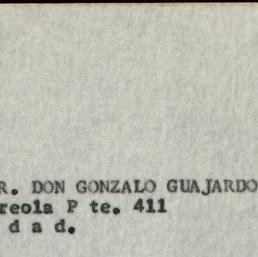 R. DON GONZALO GUAJARDO
reola P te. 411
d a d.